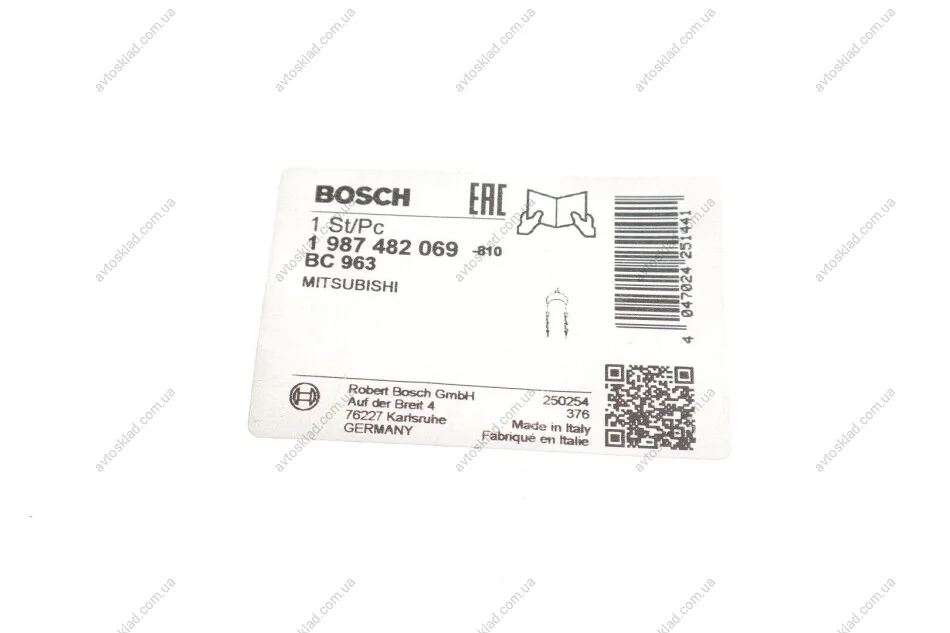 BOSCH
EAC
1 St/Pc
1 987 482 069 -810
BC 963
MITSUBISHI
4 047024 251441
Robert Bosch GmbH
Auf der Breit 4
76227 Karlsruhe
GERMANY
250254
376
Made in Italy
Fabriqué en Italie
avtosklad.com.ua